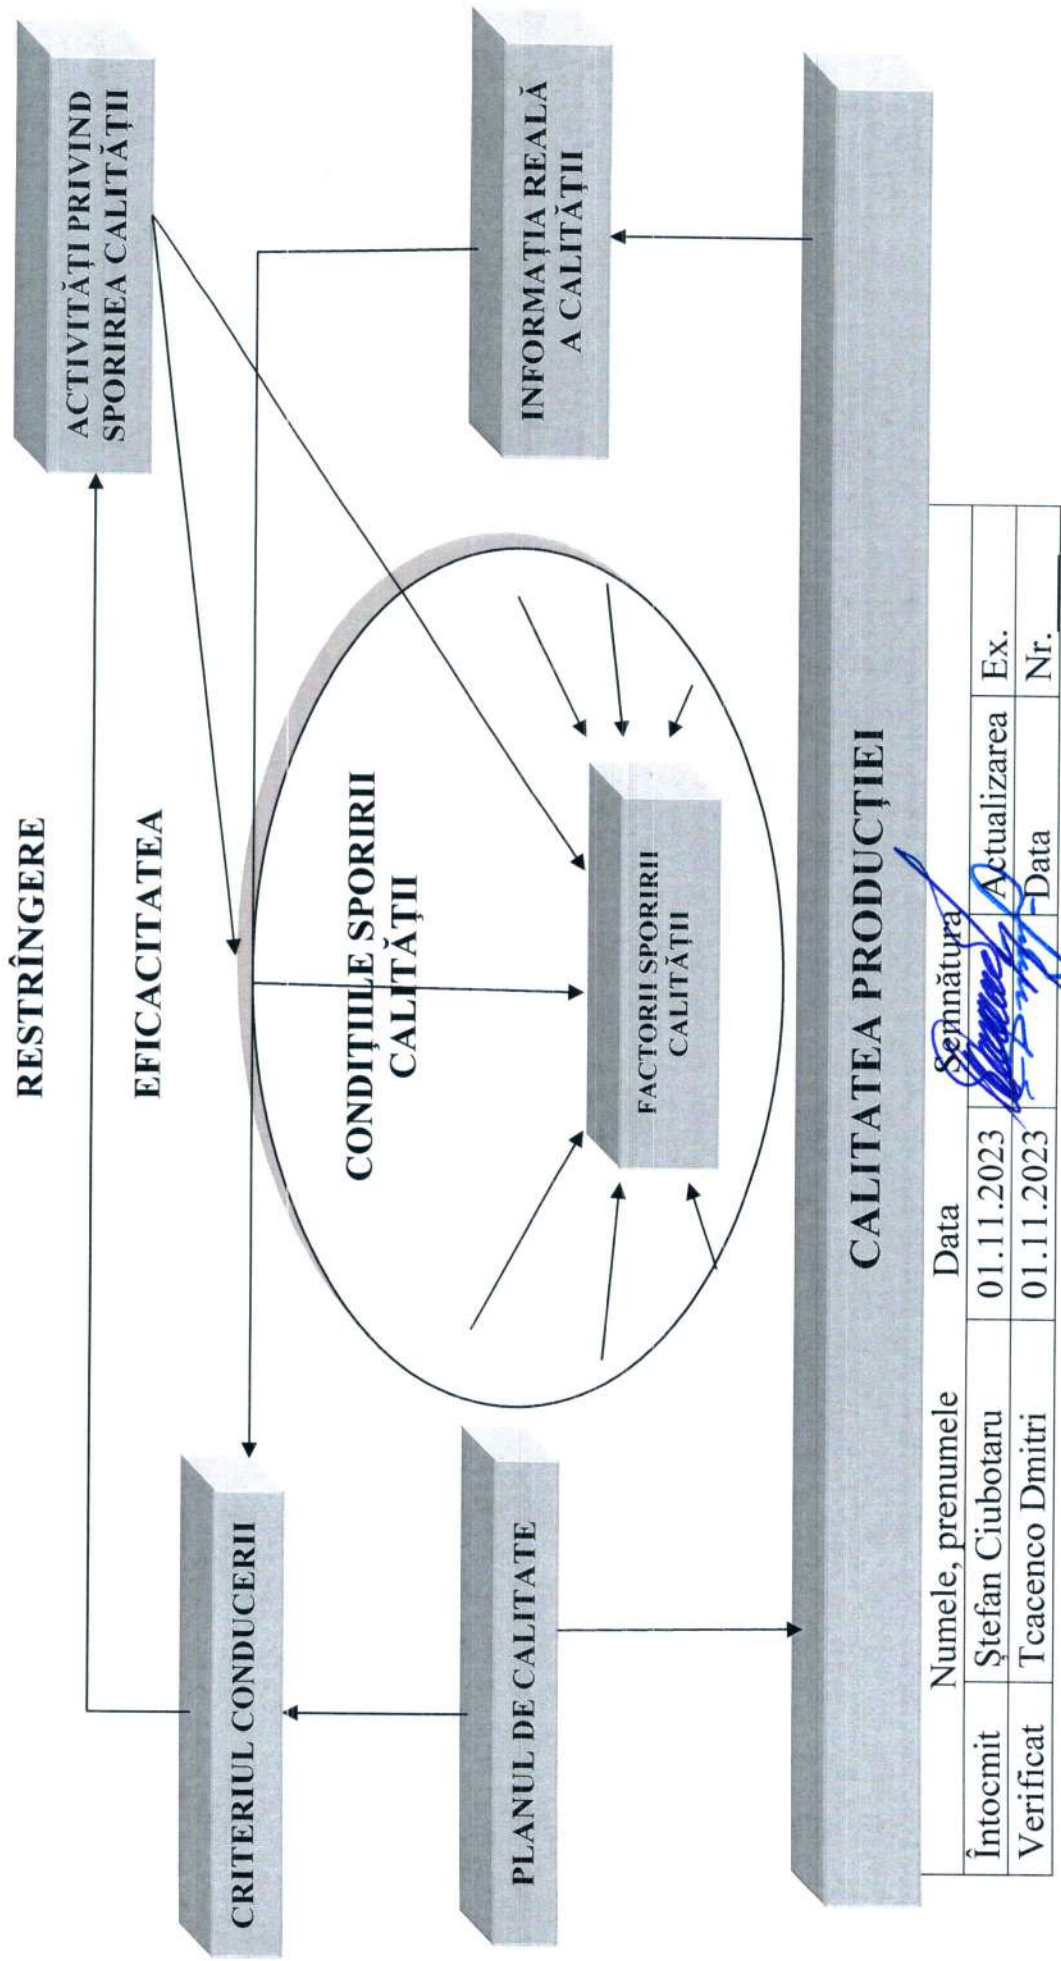 RESTRÎNGERE
EFICACITATEA
CRITERIUL CONDUCERII
ACTIVITĂȚI PRIVIND
SPORIREA CALITĂȚII
CONDIȚIILE SPORIRII
CALITĂȚII
PLANUL DE CALITATE
FACTORII SPORIRII
CALITĂȚII
INFORMAȚIA REALĂ
A CALITĂȚII
CALITATEA PRODUCȚIEI
Numele, prenumele Data Semnătura
Întocmit Ștefan Ciubotaru 01.11.2023 Actualizarea Ex.
Verificat Tcacenco Dmitri 01.11.2023 Data Nr.